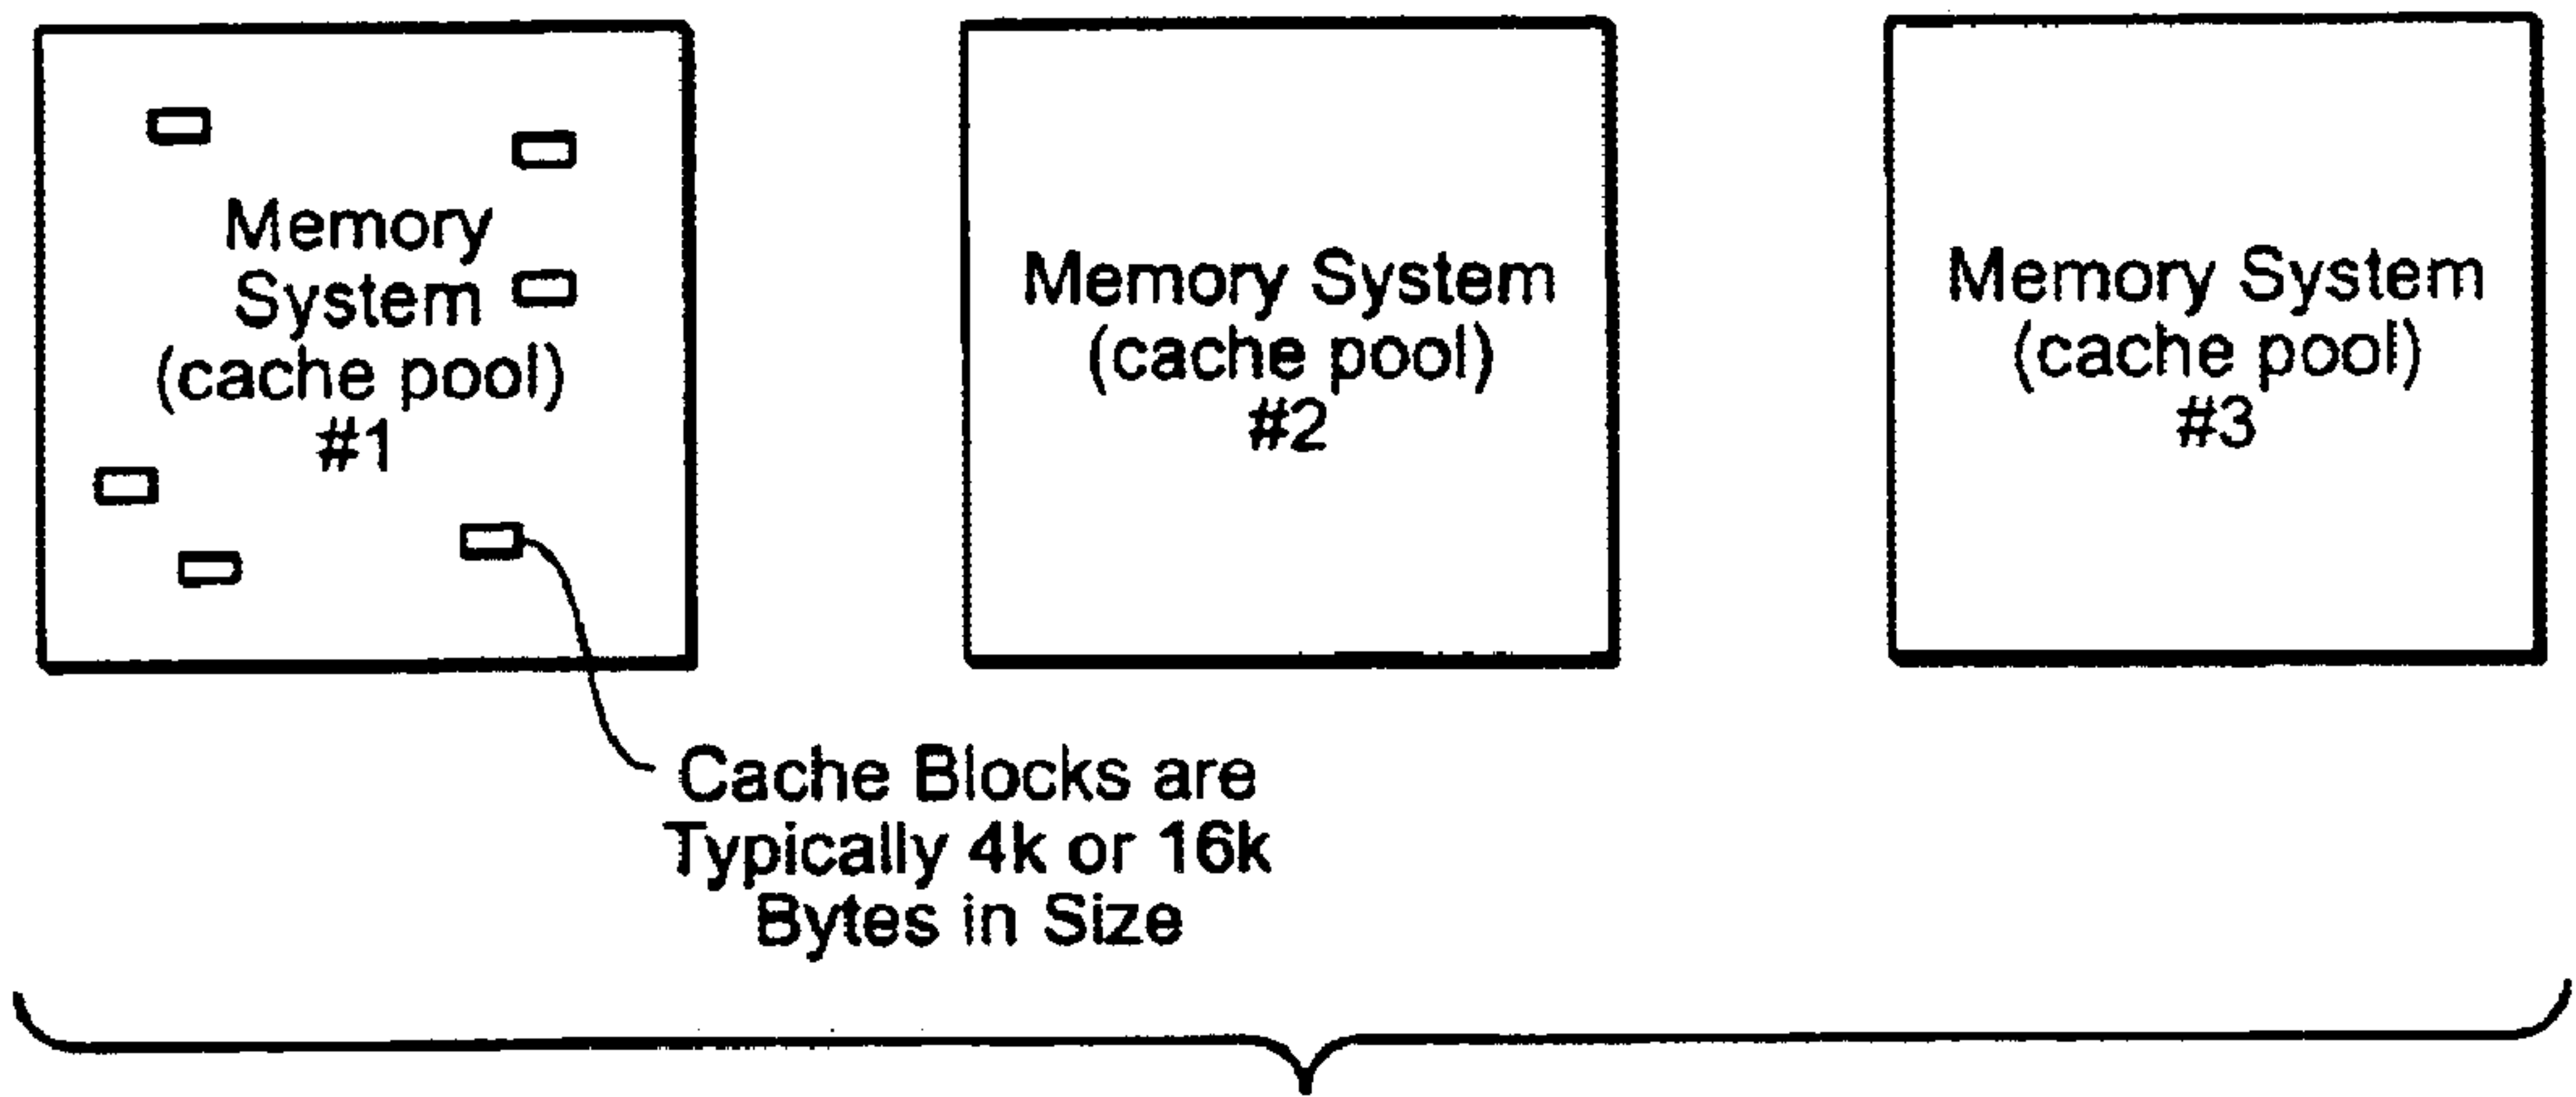 Memory
System
(cache pool)
#1
Memory System
(cache pool)
#2
Memory System
(cache pool)
#3
Cache Blocks are
Typically 4k or 16k
Bytes in Size